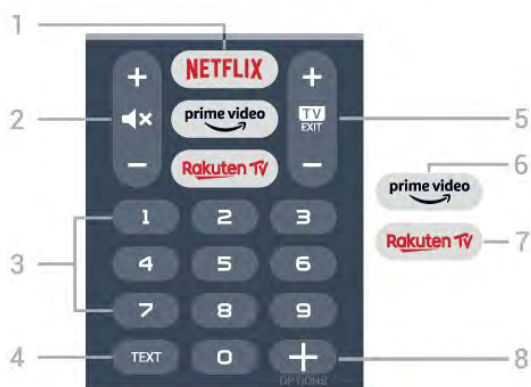 1
NETFLIX
+ +
2
prime video
TV
EXIT
5
- -
Rakuten TV
6
prime video
1 2 3
Rakuten TV
7
3
4 5 6
7 8 9
4
TEXT 0 +
8
OPTIONS